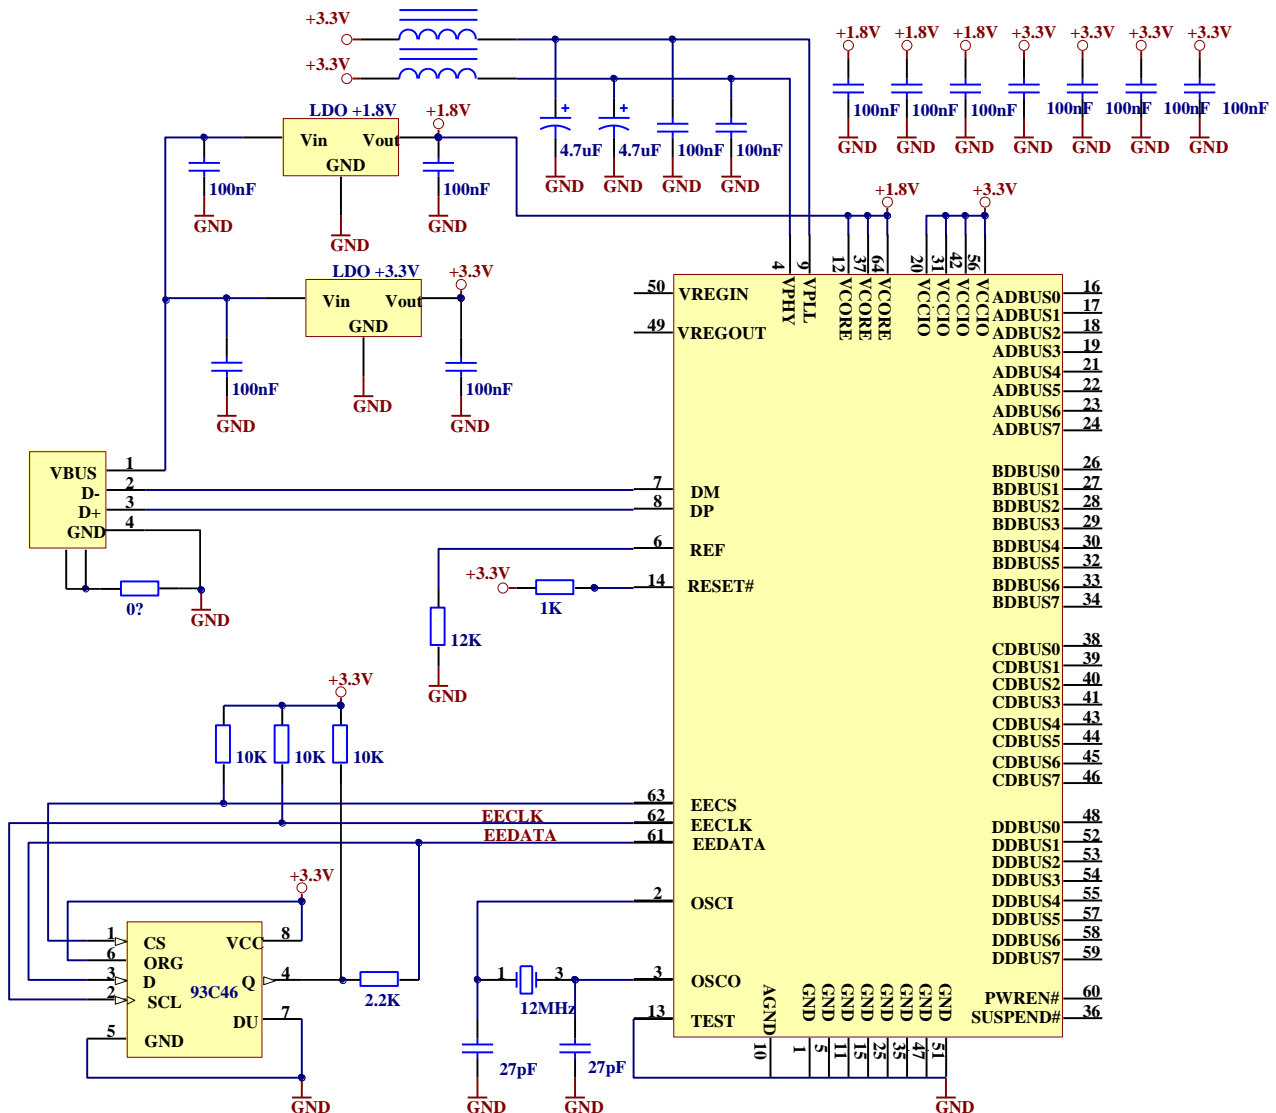 +3.3V
+3.3V
+1.8V +1.8V +1.8V +3.3V +3.3V +3.3V +3.3V
100nF 100nF 100nF 100nF 100nF 100nF 100nF
GND GND GND GND GND GND GND
4.7uF 4.7uF 100nF 100nF
GND GND GND GND
LDO +1.8V
+1.8V
Vin Vout
GND
100nF
100nF
GND
GND
GND
LDO +3.3V
+3.3V
Vin Vout
GND
100nF
100nF
GND
GND
GND
+1.8V
+3.3V
4 9 12 37 64 20 31 42 56
VPHY VPLL VCORE VCORE VCORE VCCIO VCCIO VCCIO VCCIO
50 VREGIN
49 VREGOUT
ADBUS0 16
ADBUS1 17
ADBUS2 18
ADBUS3 19
ADBUS4 21
ADBUS5 22
ADBUS6 23
ADBUS7 24
BDBUS0 26
BDBUS1 27
BDBUS2 28
BDBUS3 29
BDBUS4 30
BDBUS5 32
BDBUS6 33
BDBUS7 34
CDBUS0 38
CDBUS1 39
CDBUS2 40
CDBUS3 41
CDBUS4 43
CDBUS5 44
CDBUS6 45
CDBUS7 46
DDBUS0 48
DDBUS1 52
DDBUS2 53
DDBUS3 54
DDBUS4 55
DDBUS5 57
DDBUS6 58
DDBUS7 59
PWREN# 60
SUSPEND# 36
VBUS 1
D- 2
D+ 3
GND 4
0?
GND
7 DM
8 DP
6 REF
+3.3V
1K
14 RESET#
12K
GND
+3.3V
10K 10K 10K
63 EECS
EECLK 62 EECLK
EEDATA 61 EEDATA
+3.3V
1 CS VCC 8
6 ORG
3 D Q 4
2 SCL
93C46
DU 7
5 GND
2.2K
GND
2 OSCI
1 3
12MHz
3 OSCO
13 TEST
27pF 27pF
GND GND
AGND GND GND GND GND GND GND GND GND
10 1 5 11 15 25 35 47 51
GND